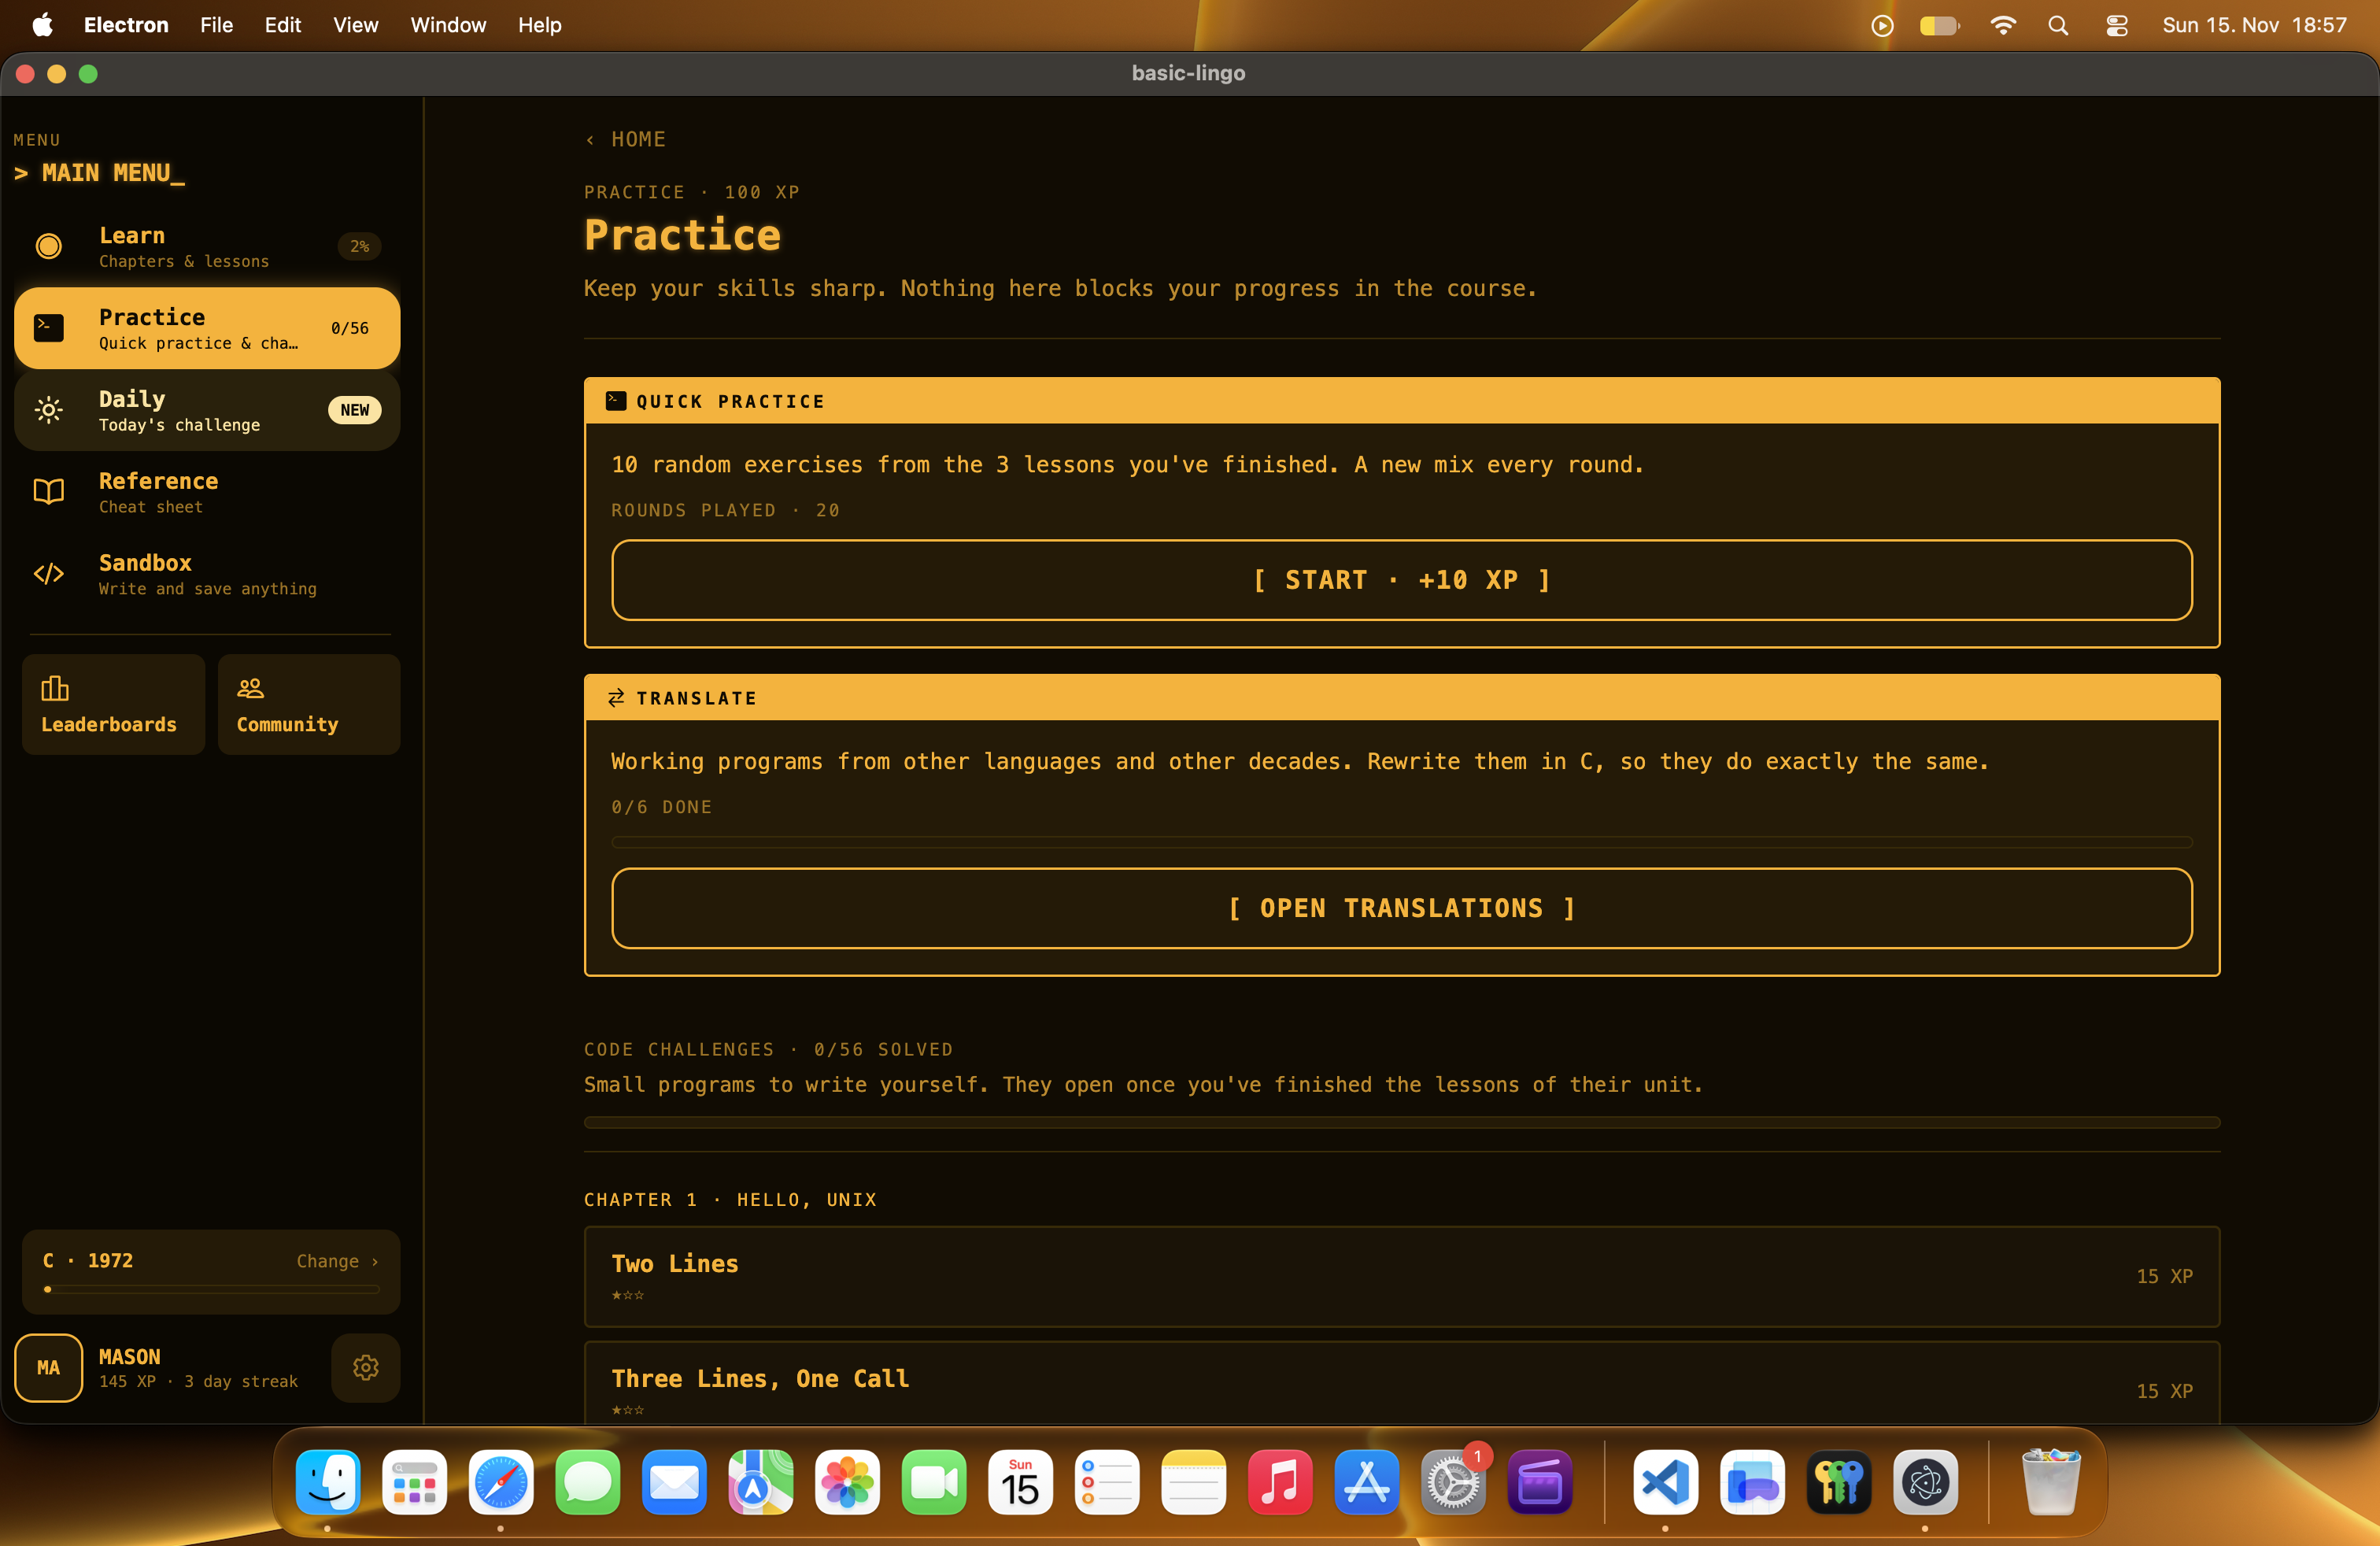 Electron File Edit View Window Help
Sun 15. Nov 18:57
basic-lingo
MENU
> MAIN MENU_
Learn
Chapters & lessons
2%
Practice
Quick practice & cha…
0/56
Daily
Today's challenge
NEW
Reference
Cheat sheet
Sandbox
Write and save anything
Leaderboards
Community
C · 1972
Change ›
MA
MASON
145 XP · 3 day streak
‹ HOME
PRACTICE · 100 XP
Practice
Keep your skills sharp. Nothing here blocks your progress in the course.
QUICK PRACTICE
10 random exercises from the 3 lessons you've finished. A new mix every round.
ROUNDS PLAYED · 20
[ START · +10 XP ]
TRANSLATE
Working programs from other languages and other decades. Rewrite them in C, so they do exactly the same.
0/6 DONE
[ OPEN TRANSLATIONS ]
CODE CHALLENGES · 0/56 SOLVED
Small programs to write yourself. They open once you've finished the lessons of their unit.
CHAPTER 1 · HELLO, UNIX
Two Lines
★☆☆
15 XP
Three Lines, One Call
★☆☆
15 XP
Sun
15
1